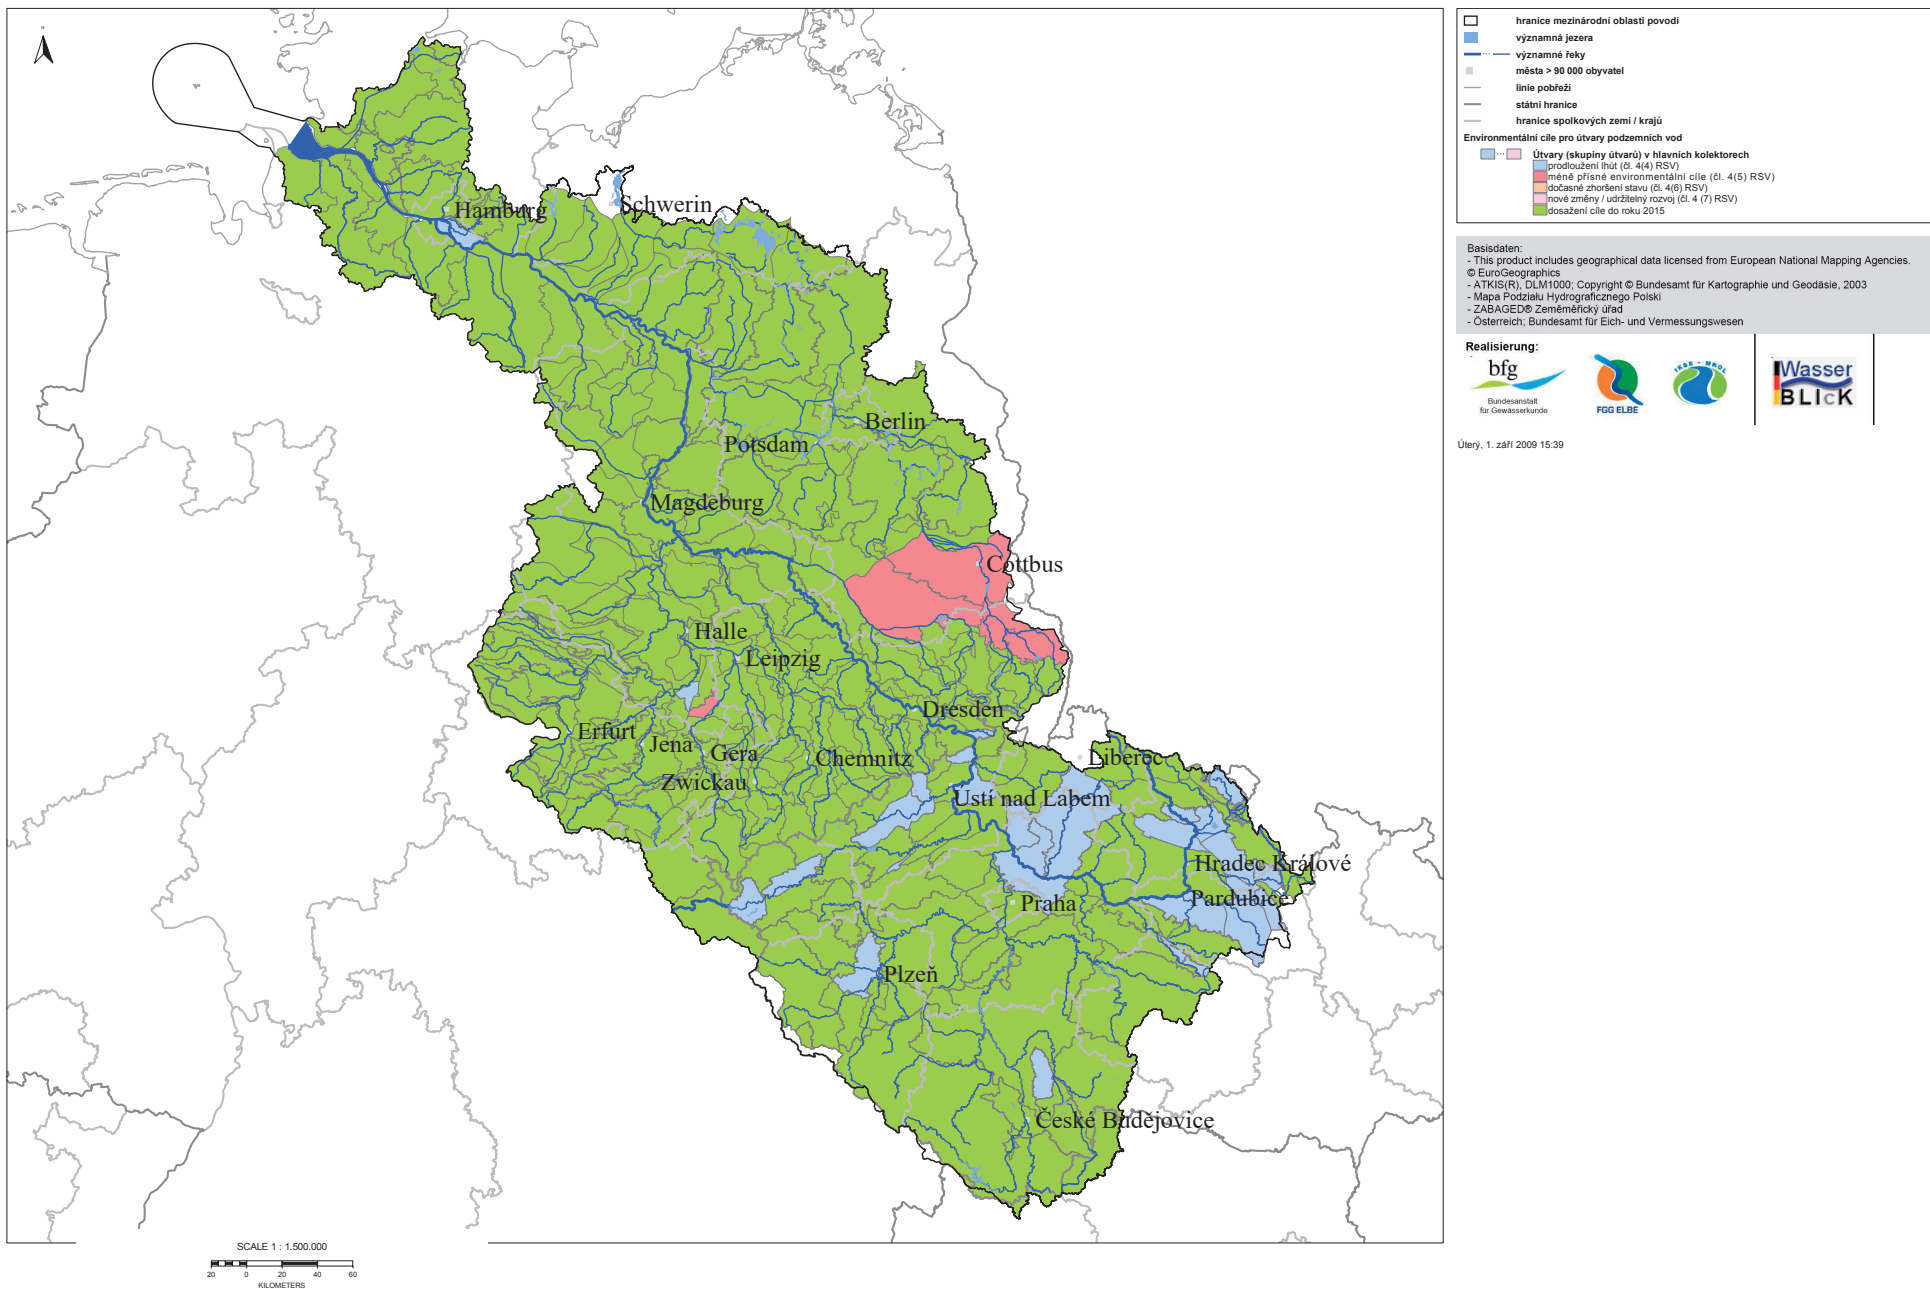 Hamburg
Schwerin
Berlin
Potsdam
Magdeburg
Cottbus
Halle
Leipzig
Dresden
Erfurt
Jena
Gera
Chemnitz
Zwickau
Liberec
Ustí nad Labem
Hradec Králové
Pardubice
Praha
Plzeň
České Budějovice
SCALE 1 : 1.500.000
20 0 20 40 60
KILOMETERS
hranice mezinárodní oblasti povodí
významná jezera
významné řeky
města > 90 000 obyvatel
linie pobřeží
státní hranice
hranice spolkových zemí / krajů
Environmentální cíle pro útvary podzemních vod
Útvary (skupiny útvarů) v hlavních kolektorech
prodloužení lhůt (čl. 4(4) RSV)
méně přísné environmentální cíle (čl. 4(5) RSV)
dočasné zhoršení stavu (čl. 4(6) RSV)
nové změny / udržitelný rozvoj (čl. 4 (7) RSV)
dosažení cíle do roku 2015
Basisdaten:
- This product includes geographical data licensed from European National Mapping Agencies.
© EuroGeographics
- ATKIS(R), DLM1000; Copyright © Bundesamt für Kartographie und Geodäsie, 2003
- Mapa Podziału Hydrograficznego Polski
- ZABAGED® Zeměměřický úřad
- Österreich; Bundesamt für Eich- und Vermessungswesen
Realisierung:
bfg
Bundesanstalt
für Gewässerkunde
FGG ELBE
IKSE - MKOL
Wasser
BLIcK
Úterý, 1. září 2009 15:39